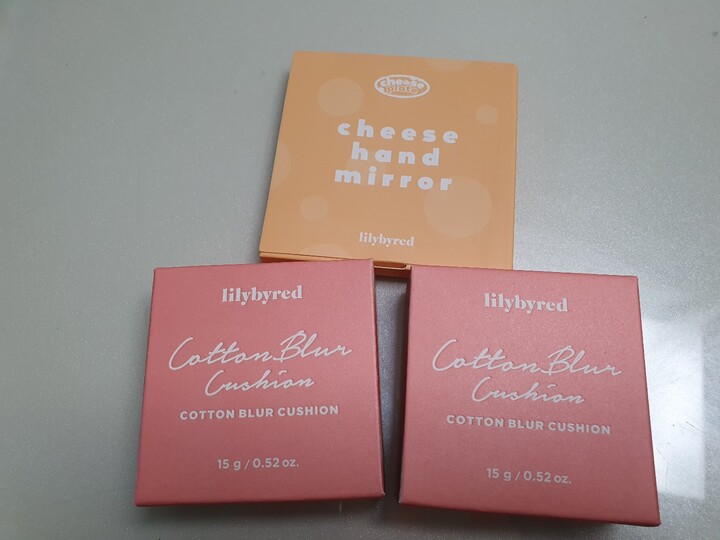 cheese
plate
cheese
hand
mirror
lilybyred
lilybyred
Cotton Blur
Cushion
COTTON BLUR CUSHION
15 g / 0.52 oz.
lilybyred
Cotton Blur
Cushion
COTTON BLUR CUSHION
15 g / 0.52 oz.